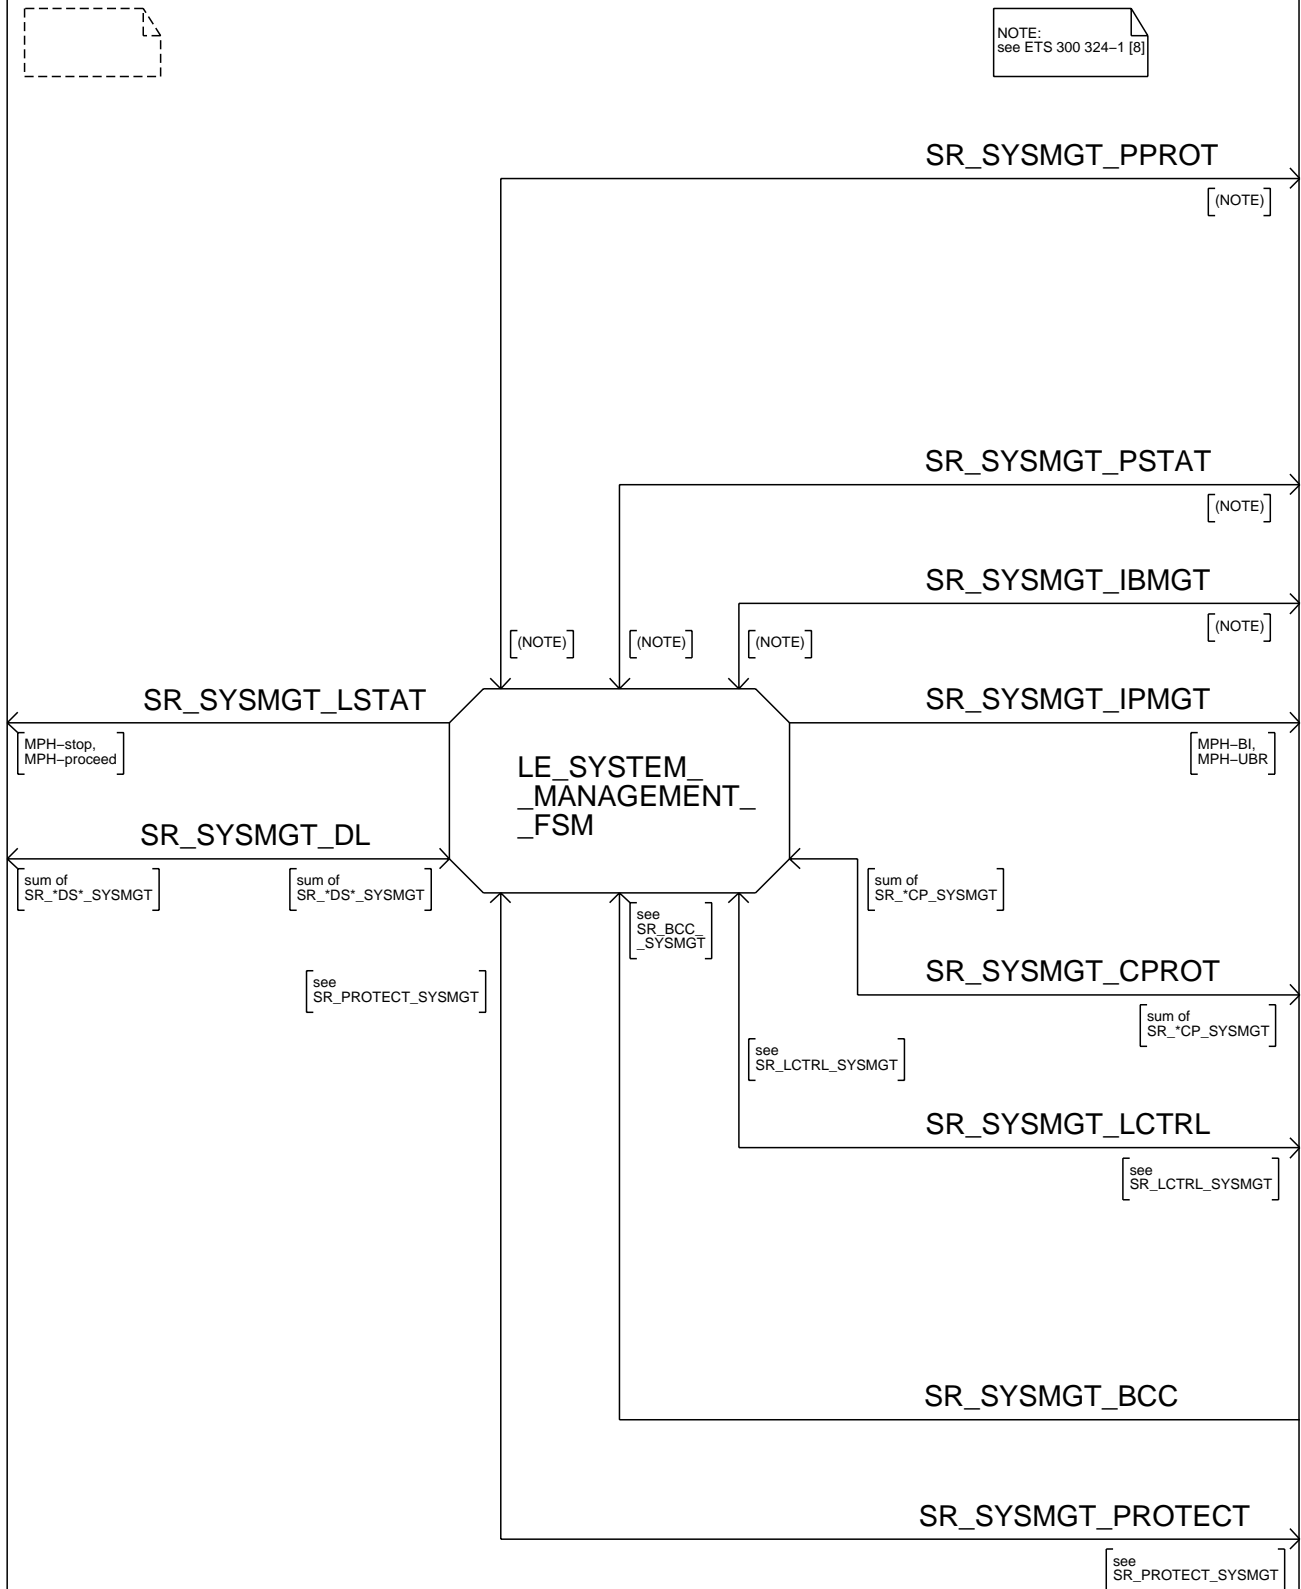 NOTE:
see ETS 300 324–1 [8]
SR_SYSMGT_PPROT
(NOTE)
SR_SYSMGT_PSTAT
(NOTE)
SR_SYSMGT_IBMGT
(NOTE)
(NOTE)
(NOTE)
(NOTE)
SR_SYSMGT_LSTAT
MPH–stop,
MPH–proceed
SR_SYSMGT_IPMGT
MPH–BI,
MPH–UBR
LE_SYSTEM_
_MANAGEMENT_
_FSM
SR_SYSMGT_DL
sum of
SR_*DS*_SYSMGT
sum of
SR_*DS*_SYSMGT
sum of
SR_*CP_SYSMGT
see
SR_BCC_
_SYSMGT
see
SR_PROTECT_SYSMGT
SR_SYSMGT_CPROT
sum of
SR_*CP_SYSMGT
see
SR_LCTRL_SYSMGT
SR_SYSMGT_LCTRL
see
SR_LCTRL_SYSMGT
SR_SYSMGT_BCC
SR_SYSMGT_PROTECT
see
SR_PROTECT_SYSMGT